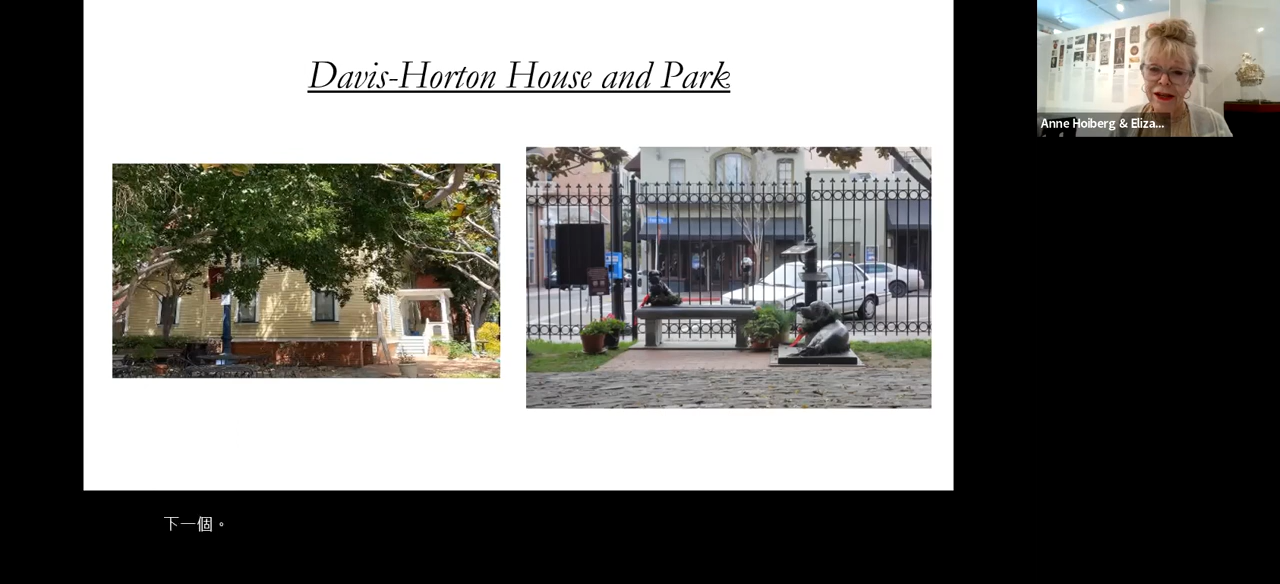 Davis-Horton House and Park
Anne Hoiberg & Eliza...
下一個。